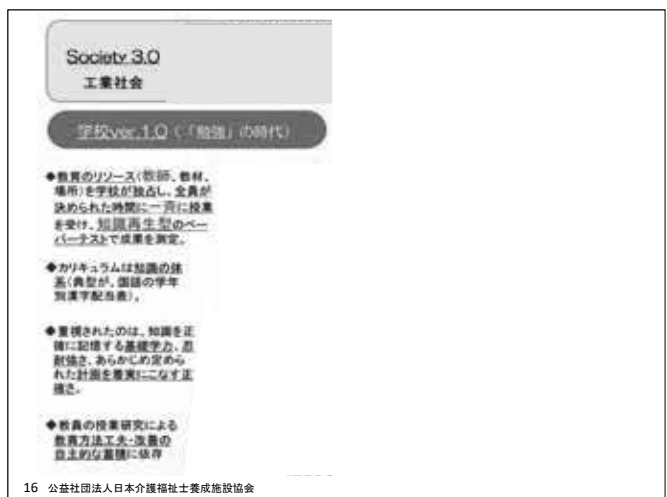 Society 3.0
工業社会
学校ver.1.0（「勉強」の時代）
◆教育のリソース（教師、教材、
場所）を学校が独占し、全員が
決められた時間に一斉に授業
を受け、知識再生型のペー
パーテストで成果を測定。
◆カリキュラムは知識の体
系（典型が、国語の学年
別漢字配当表）。
◆重視されたのは、知識を正
確に記憶する基礎学力、忍
耐強さ、あらかじめ定めら
れた計画を着実にこなす正
確さ。
◆教員の授業研究による
教育方法工夫・改善の
自主的な蓄積に依存
16 公益社団法人日本介護福祉士養成施設協会